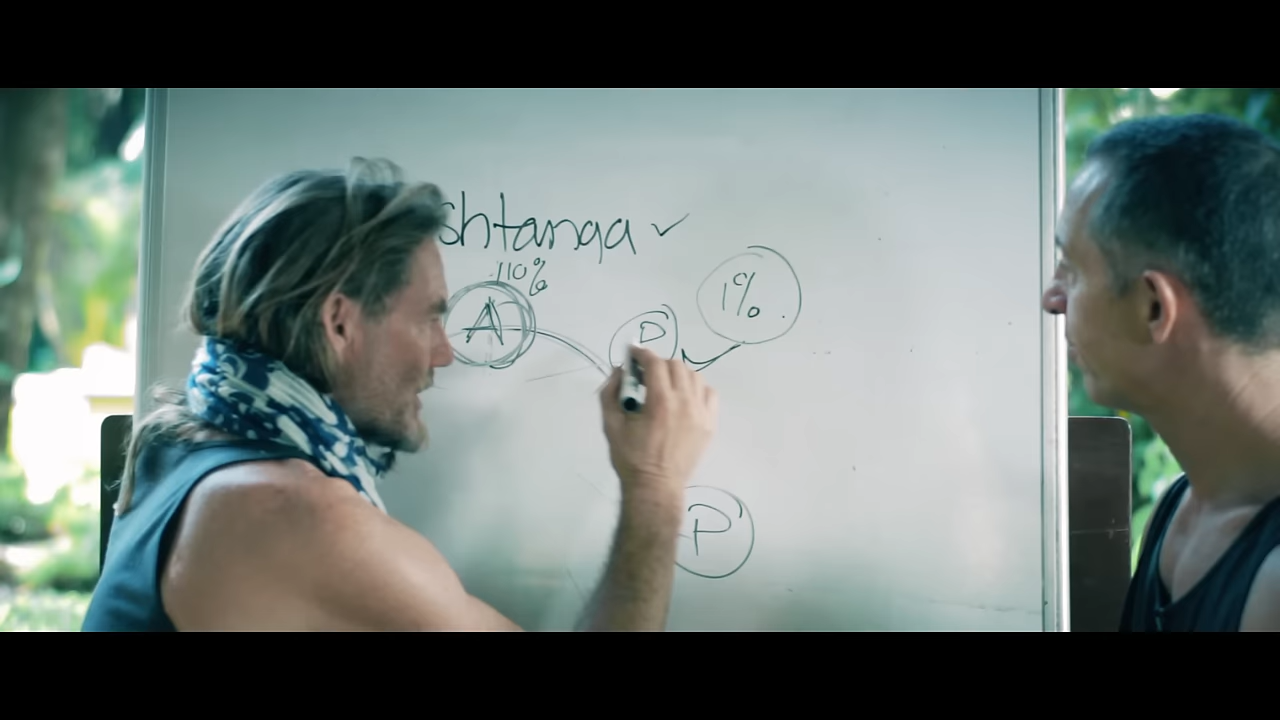 shtanga ✓
110%
A
P
1%.
P